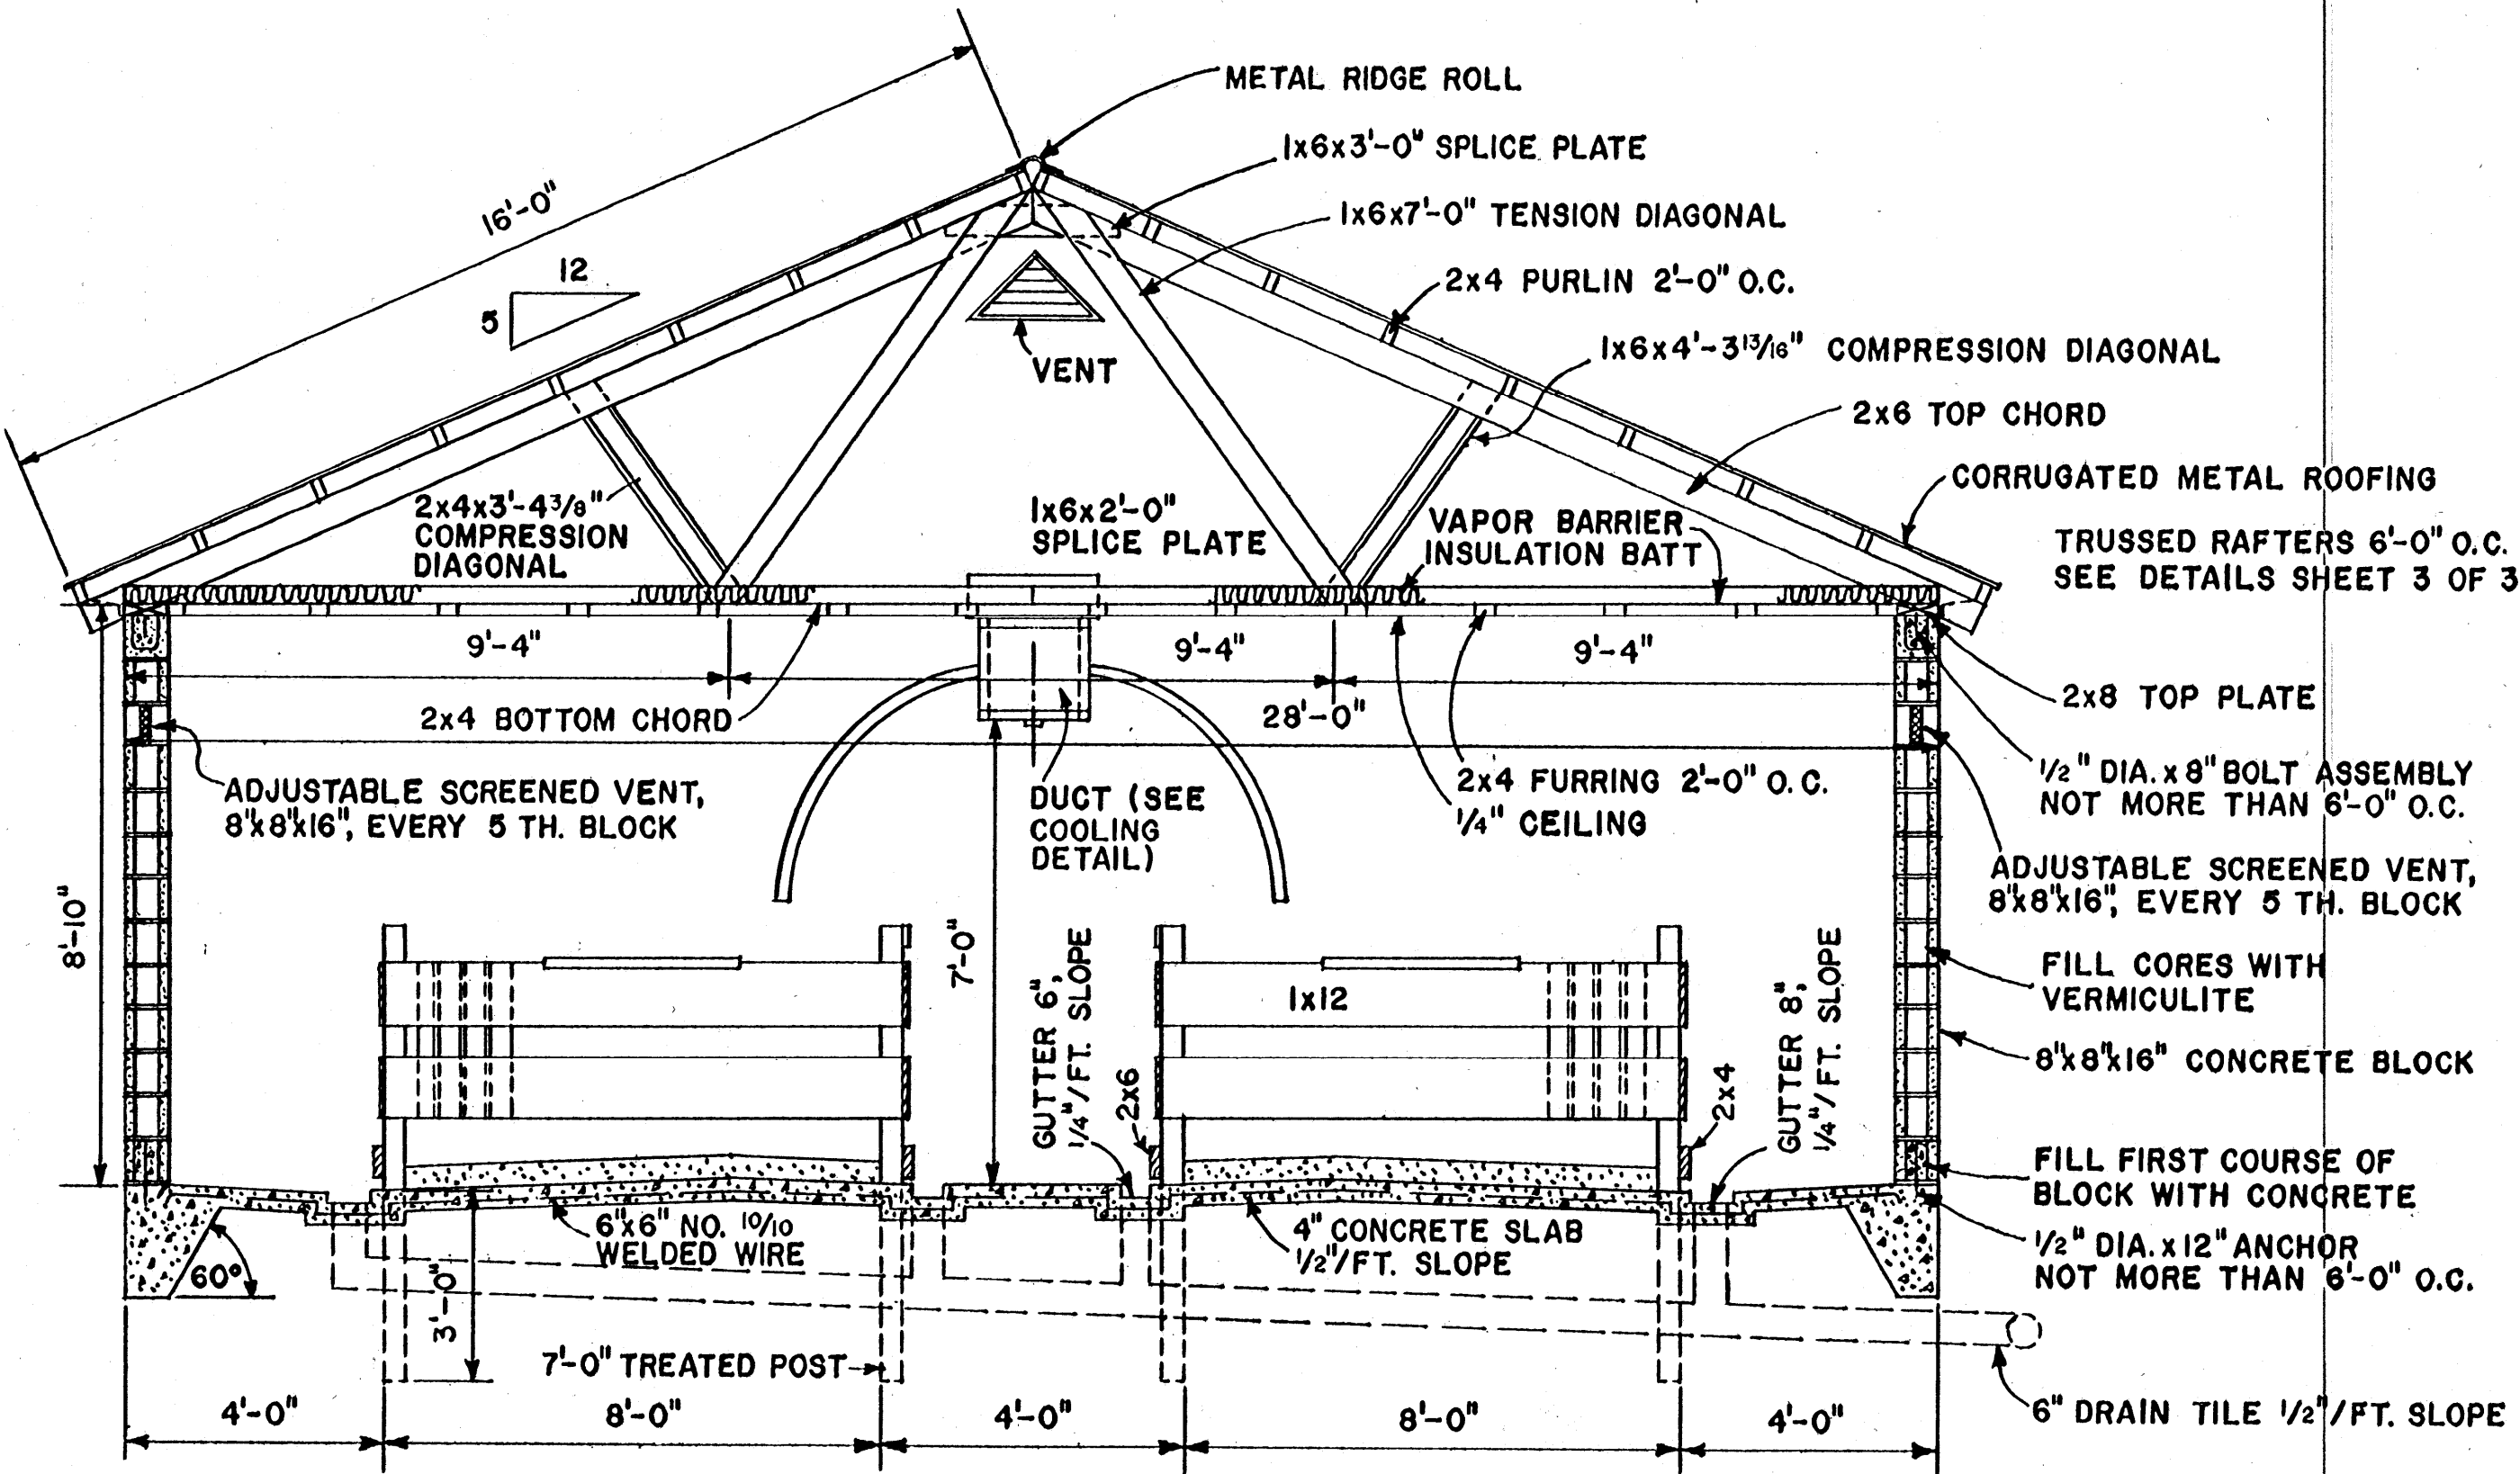 METAL RIDGE ROLL
1x6x3'-0" SPLICE PLATE
1x6x7'-0" TENSION DIAGONAL
16'-0"
12
5
2x4 PURLIN 2'-0" O.C.
VENT
1x6x4'-3 13/16" COMPRESSION DIAGONAL
2x6 TOP CHORD
CORRUGATED METAL ROOFING
2x4x3'-4 3/8"
COMPRESSION
DIAGONAL
1x6x2'-0"
SPLICE PLATE
VAPOR BARRIER
INSULATION BATT
TRUSSED RAFTERS 6'-0" O.C.
SEE DETAILS SHEET 3 OF 3
9'-4"
9'-4"
9'-4"
2x4 BOTTOM CHORD
28'-0"
2x8 TOP PLATE
ADJUSTABLE SCREENED VENT,
8"x8"x16", EVERY 5 TH. BLOCK
DUCT (SEE
COOLING
DETAIL)
2x4 FURRING 2'-0" O.C.
1/4" CEILING
1/2" DIA. x 8" BOLT ASSEMBLY
NOT MORE THAN 6'-0" O.C.
ADJUSTABLE SCREENED VENT,
8"x8"x16", EVERY 5 TH. BLOCK
8'-10"
7'-0"
GUTTER 6",
1/4"/FT. SLOPE
2x6
1x12
2x4
GUTTER 8",
1/4"/FT. SLOPE
FILL CORES WITH
VERMICULITE
8"x8"x16" CONCRETE BLOCK
FILL FIRST COURSE OF
BLOCK WITH CONCRETE
1/2" DIA. x 12" ANCHOR
NOT MORE THAN 6'-0" O.C.
60°
6"x6" NO. 10/10
WELDED WIRE
4" CONCRETE SLAB
1/2"/FT. SLOPE
3'-0"
7'-0" TREATED POST
6" DRAIN TILE 1/2"/FT. SLOPE
4'-0"
8'-0"
4'-0"
8'-0"
4'-0"